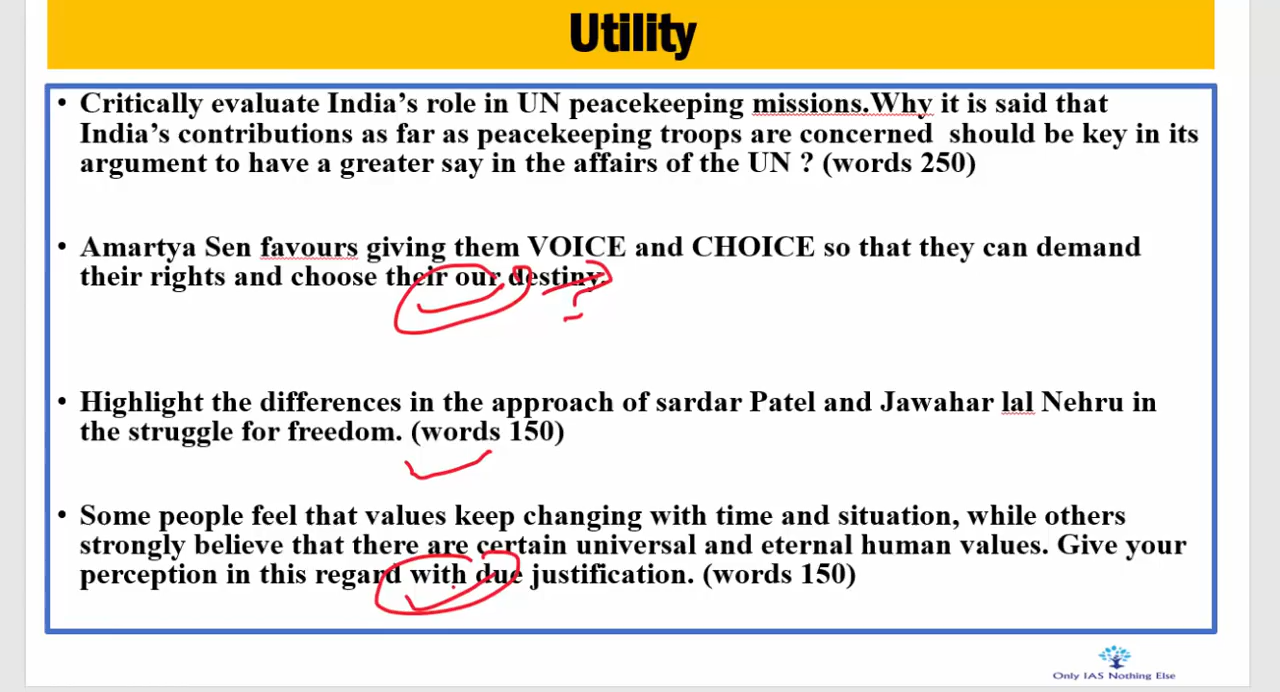 Utility
• Critically evaluate India's role in UN peacekeeping missions.Why it is said that
India's contributions as far as peacekeeping troops are concerned should be key in its
argument to have a greater say in the affairs of the UN ? (words 250)
• Amartya Sen favours giving them VOICE and CHOICE so that they can demand
their rights and choose their our destiny.
?
• Highlight the differences in the approach of sardar Patel and Jawahar lal Nehru in
the struggle for freedom. (words 150)
• Some people feel that values keep changing with time and situation, while others
strongly believe that there are certain universal and eternal human values. Give your
perception in this regard with due justification. (words 150)
Only IAS Nothing Else